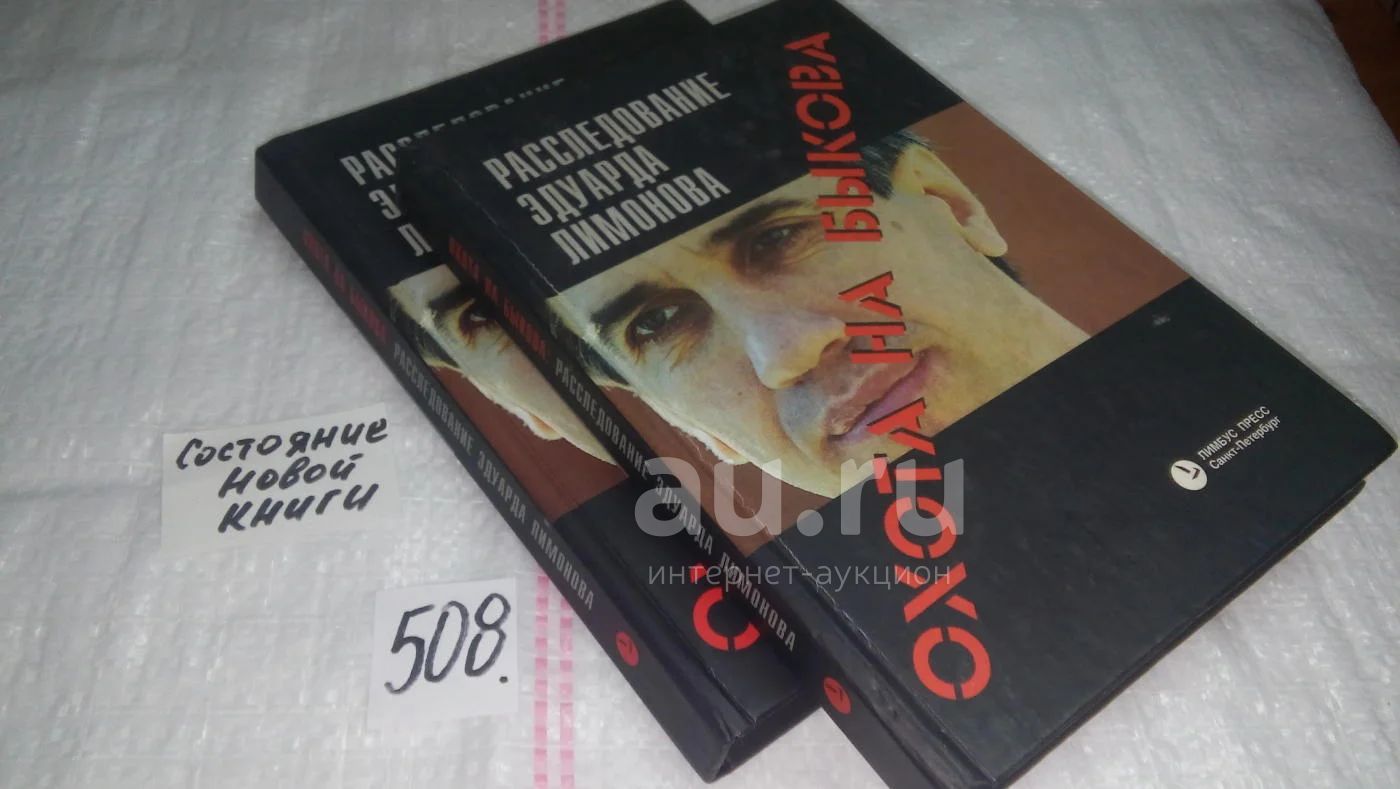 РАССЛЕДОВАНИЕ
ЭДУАРДА
ЛИМОНОВА
ОХОТА НА БЫКОВА
ЛИМБУС ПРЕСС
Санкт-Петербург
ОХОТА НА БЫКОВА: РАССЛЕДОВАНИЕ ЭДУАРДА ЛИМОНОВА
РАССЛЕДОВАНИЕ
Э
Л
О
ОХОТА НА БЫКОВА РАССЛЕДОВАНИЕ ЭДУАРДА ЛИМОНОВА
Состояние
новой
книги
508.
au.ru
интернет-аукцион